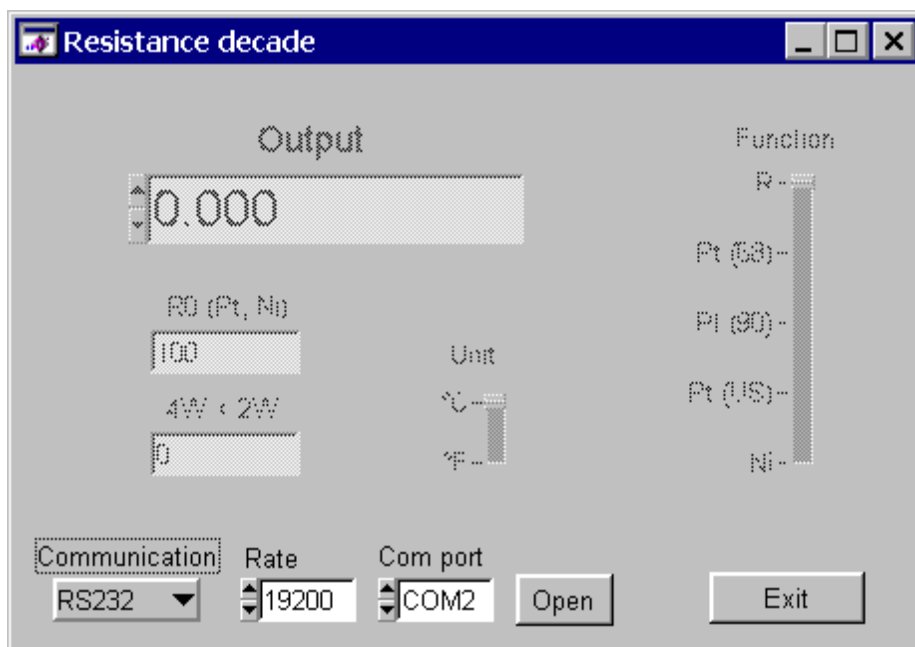 Resistance decade
Output
Function
0.000
R
Pt (68)
R0 (Pt, Ni)
Pt (90)
100
Unit
4W < 2W
°C
Pt (US)
0
°F
Ni
Communication Rate Com port
RS232 19200 COM2 Open Exit